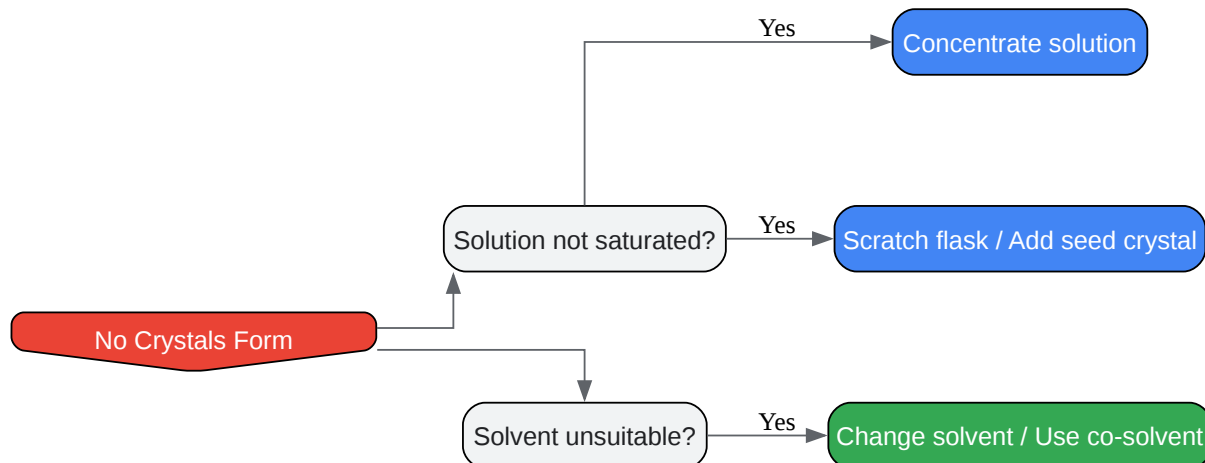 Yes
Concentrate solution
Solution not saturated?
Yes
Scratch flask / Add seed crystal
No Crystals Form
Solvent unsuitable?
Yes
Change solvent / Use co-solvent